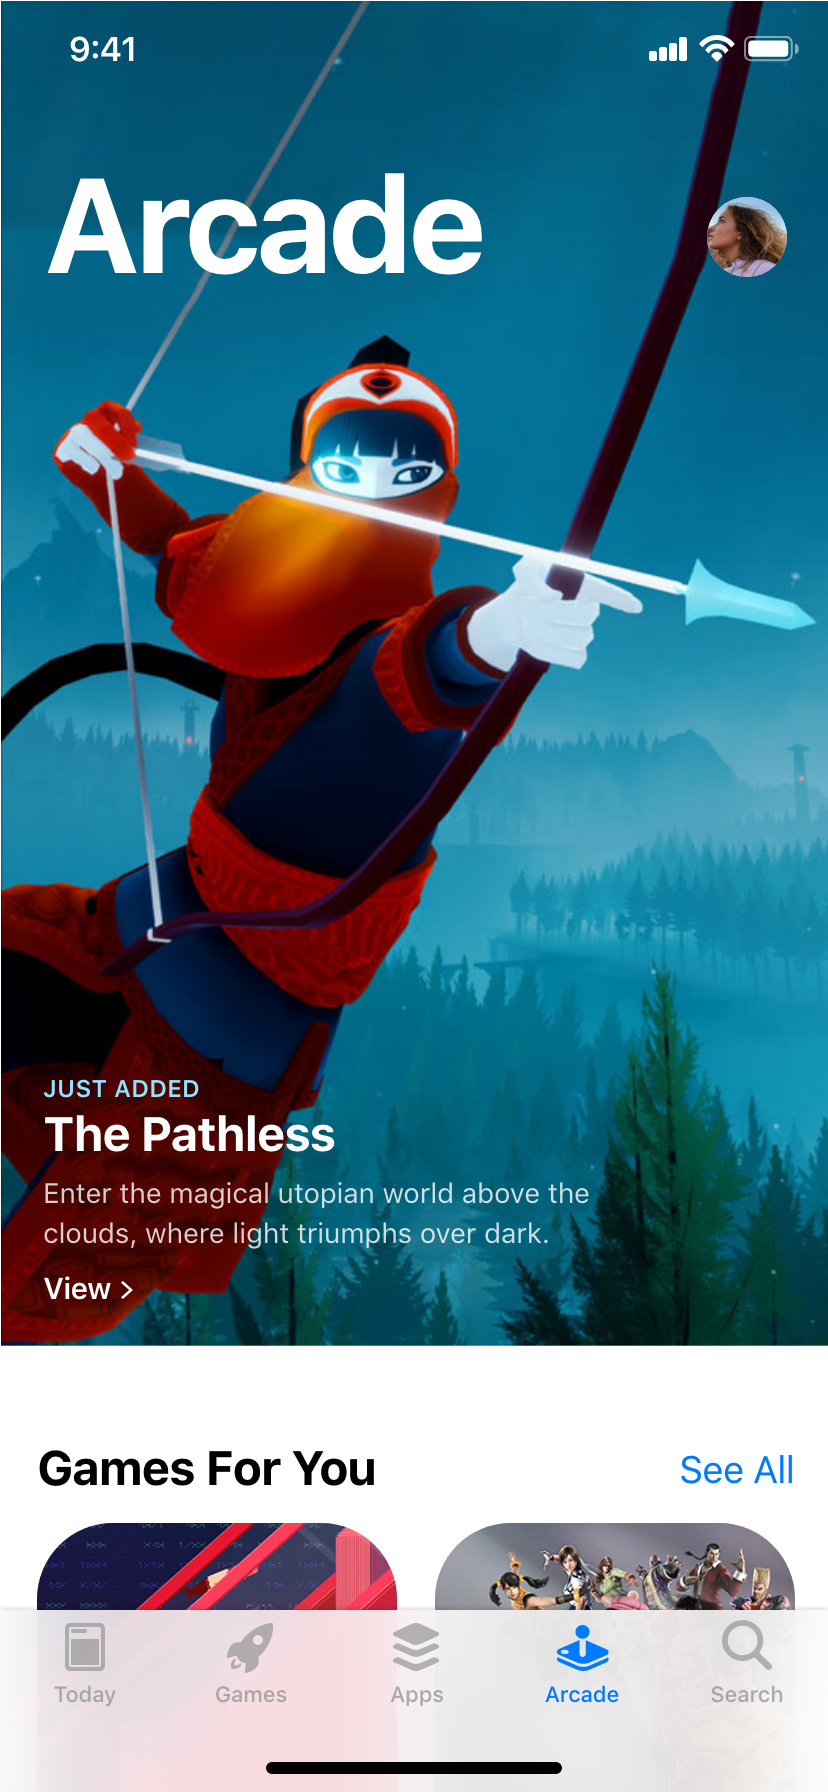 9:41
Arcade
JUST ADDED
The Pathless
Enter the magical utopian world above the
clouds, where light triumphs over dark.
View >
Games For You
See All
Today
Games
Apps
Arcade
Search